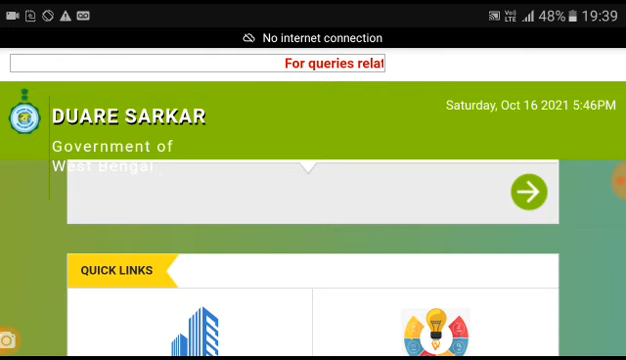 48% 19:39
No internet connection
For queries relat
Saturday, Oct 16 2021 5:46PM
DUARE SARKAR
Government of
West Bengal
QUICK LINKS